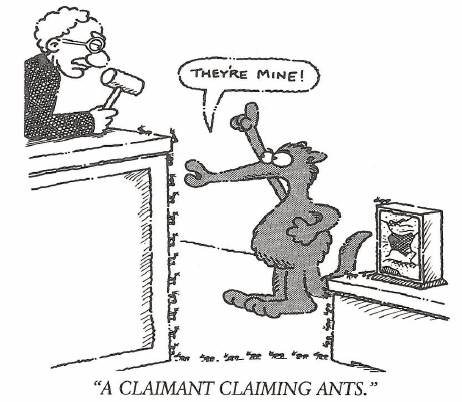 THEY'RE MINE!
"A CLAIMANT CLAIMING ANTS."